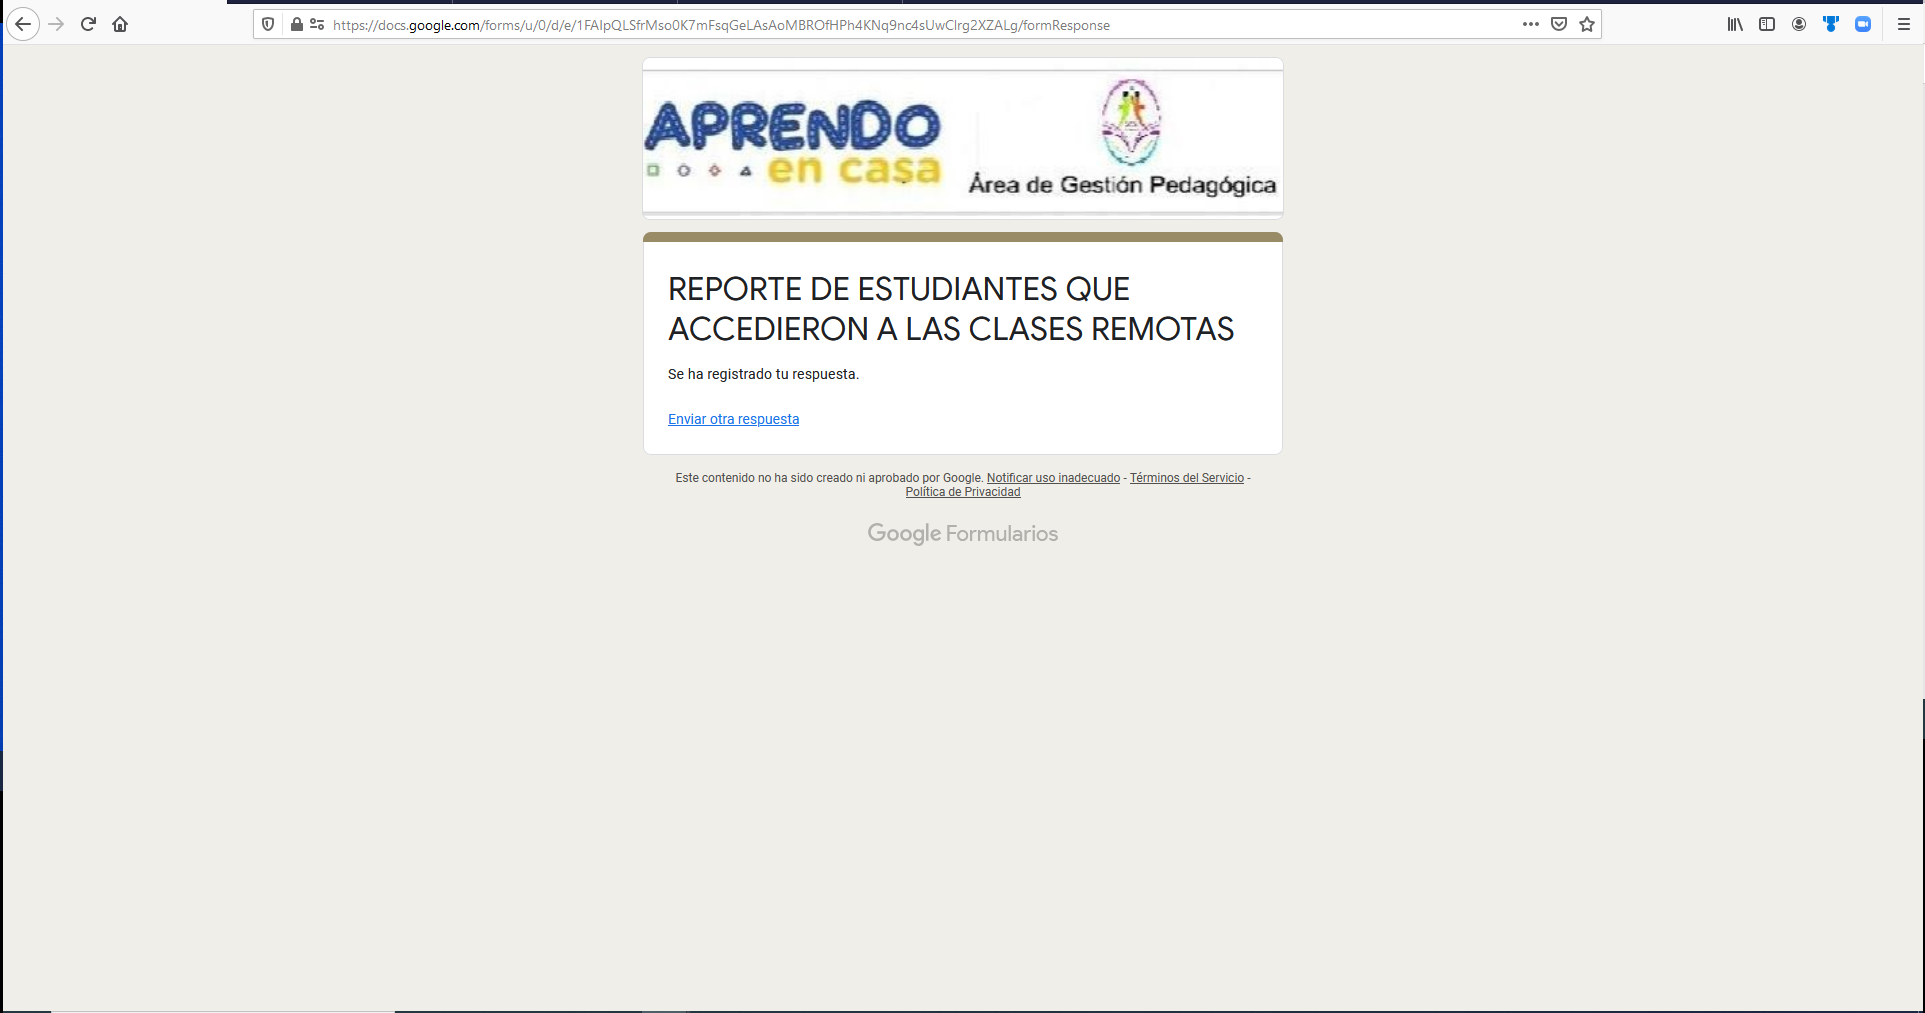 https://docs.google.com/forms/u/0/d/e/1FAIpQLSfrMso0K7mFsqGeLAsAoMBROfHPh4KNq9nc4sUwClrg2XZALg/formResponse
APRENDO
en casa
Área de Gestión Pedagógica
REPORTE DE ESTUDIANTES QUE
ACCEDIERON A LAS CLASES REMOTAS
Se ha registrado tu respuesta.
Enviar otra respuesta
Este contenido no ha sido creado ni aprobado por Google. Notificar uso inadecuado - Términos del Servicio -
Política de Privacidad
Google Formularios